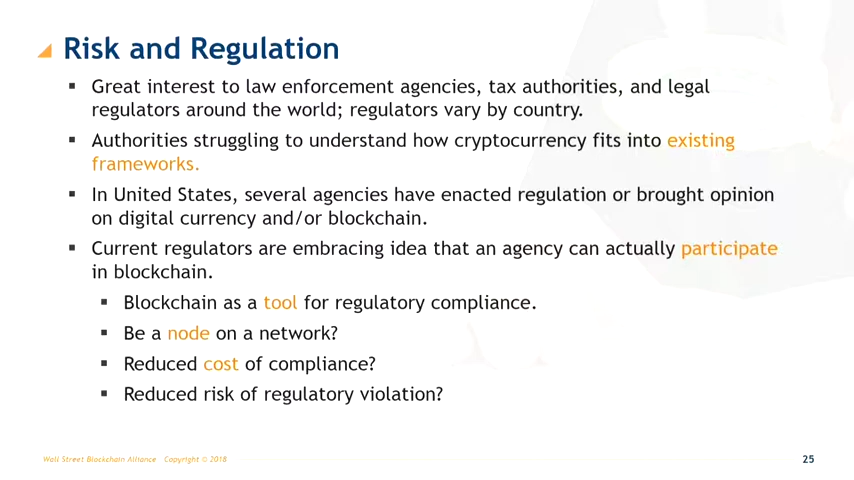 Risk and Regulation
▪ Great interest to law enforcement agencies, tax authorities, and legal
regulators around the world; regulators vary by country.
▪ Authorities struggling to understand how cryptocurrency fits into existing
frameworks.
▪ In United States, several agencies have enacted regulation or brought opinion
on digital currency and/or blockchain.
▪ Current regulators are embracing idea that an agency can actually participate
in blockchain.
▪ Blockchain as a tool for regulatory compliance.
▪ Be a node on a network?
▪ Reduced cost of compliance?
▪ Reduced risk of regulatory violation?
Wall Street Blockchain Alliance Copyright © 2018
25